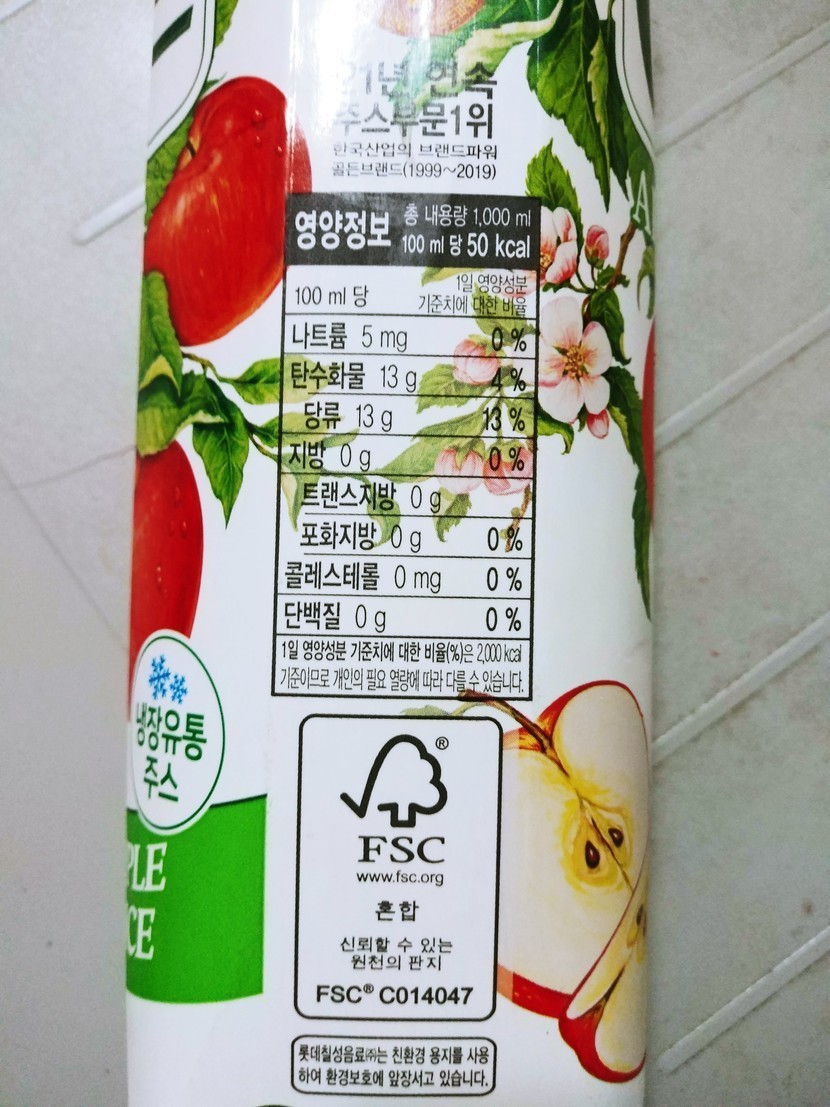 21년 연속
주스부문1위
한국산업의 브랜드파워
골든브랜드(1999~2019)
영양정보
총 내용량 1,000 ml
100 ml 당 50 kcal
100 ml 당
1일 영양성분
기준치에 대한 비율
나트륨 5 mg 0 %
탄수화물 13 g 4 %
당류 13 g 13 %
지방 0 g 0 %
트랜스지방 0 g
포화지방 0 g 0 %
콜레스테롤 0 mg 0 %
단백질 0 g 0 %
1일 영양성분 기준치에 대한 비율(%)은 2,000 kcal
기준이므로 개인의 필요 열량에 따라 다를 수 있습니다.
냉장유통
주스
PLE
ICE
FSC®
www.fsc.org
혼합
신뢰할 수 있는
원천의 판지
FSC® C014047
롯데칠성음료㈜는 친환경 용지를 사용
하여 환경보호에 앞장서고 있습니다.